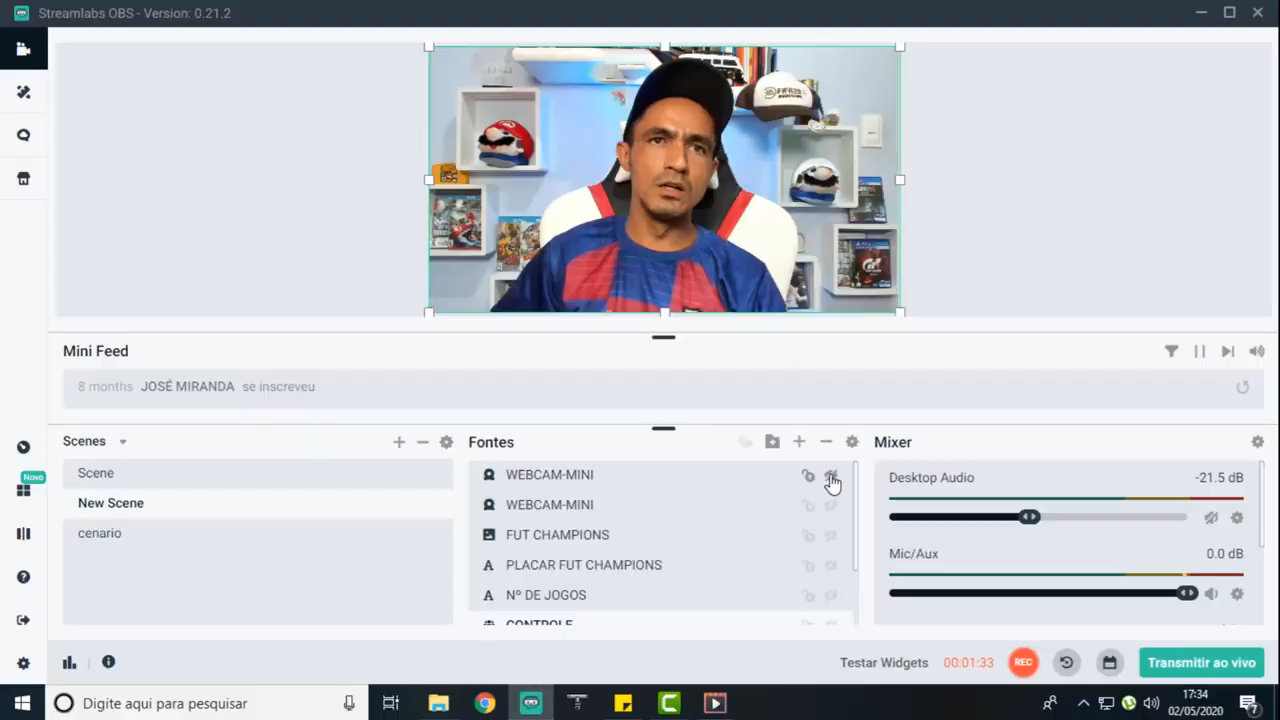 Streamlabs OBS - Version: 0.21.2
FIFA20
Mini Feed
8 months JOSÉ MIRANDA se inscreveu
Scenes
Scene
New Scene
cenario
Fontes
WEBCAM-MINI
WEBCAM-MINI
FUT CHAMPIONS
PLACAR FUT CHAMPIONS
Nº DE JOGOS
CONTROLE
Mixer
Desktop Audio -21.5 dB
Mic/Aux 0.0 dB
Novo
Testar Widgets 00:01:33 REC Transmitir ao vivo
Digite aqui para pesquisar
17:34
02/05/2020
7